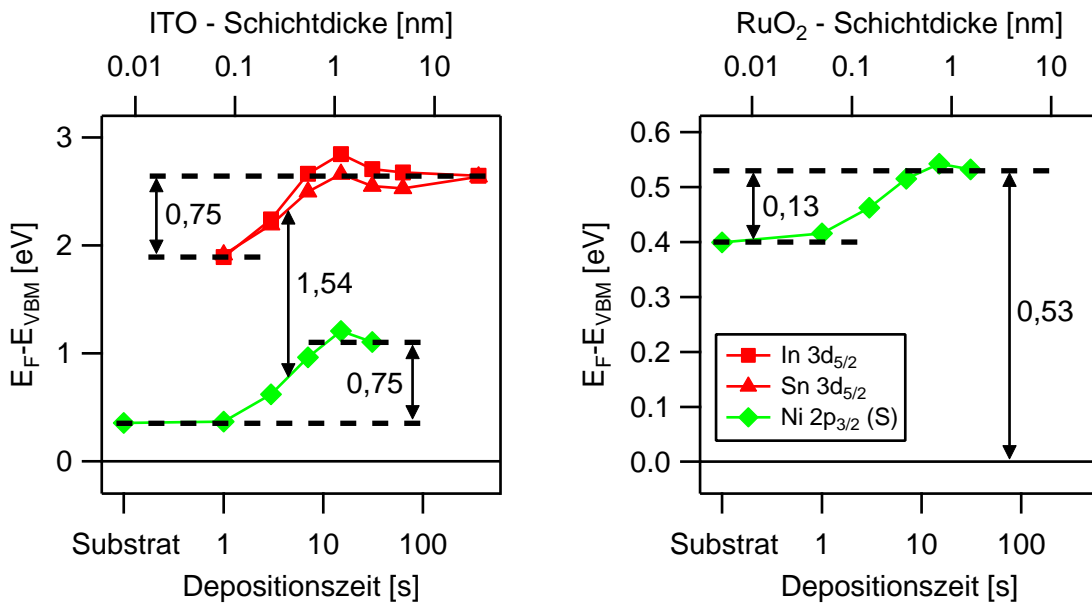 ITO - Schichtdicke [nm]
0.01 0.1 1 10
3
2
1
0
E_F-E_VBM [eV]
0,75
1,54
0,75
Substrat 1 10 100
Depositionszeit [s]
RuO₂ - Schichtdicke [nm]
0.01 0.1 1 10
0.6
0.5
0.4
0.3
0.2
0.1
0.0
E_F-E_VBM [eV]
0,13
0,53
In 3d₅/₂
Sn 3d₅/₂
Ni 2p₃/₂ (S)
Substrat 1 10 100
Depositionszeit [s]